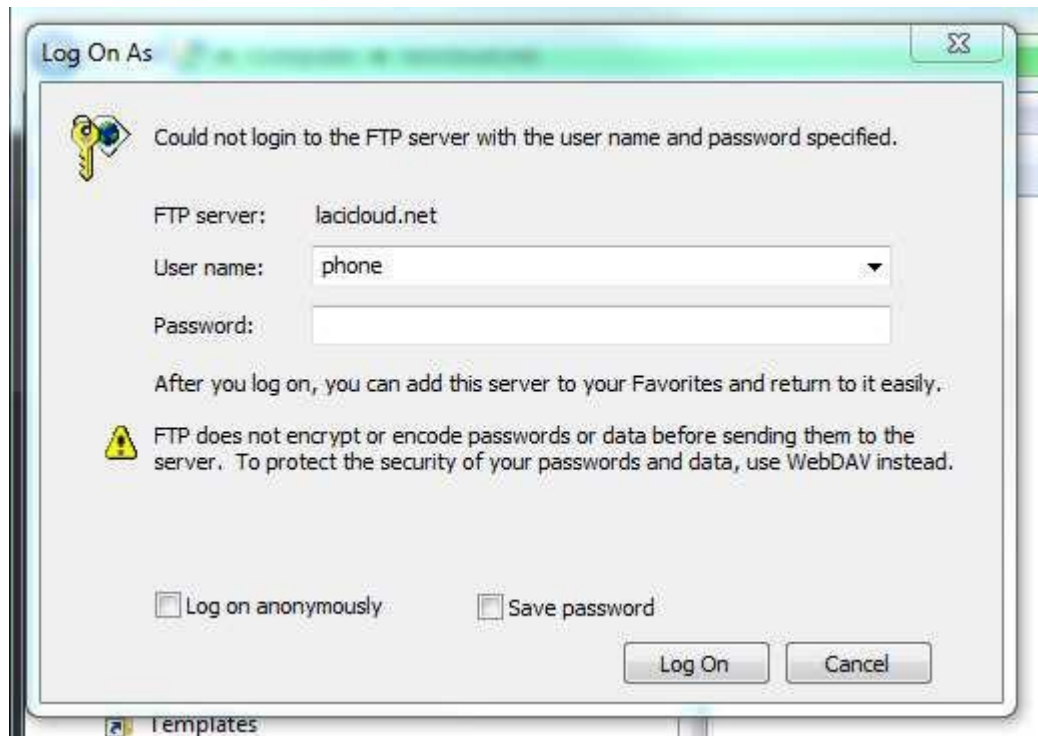 Log On As
Could not login to the FTP server with the user name and password specified.
FTP server: lacicloud.net
User name: phone
Password:
After you log on, you can add this server to your Favorites and return to it easily.
FTP does not encrypt or encode passwords or data before sending them to the
server. To protect the security of your passwords and data, use WebDAV instead.
Log on anonymously Save password
Log On Cancel
Templates